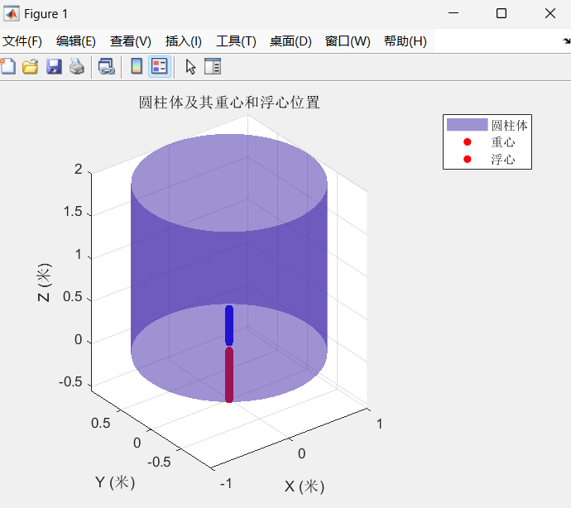 Figure 1
文件(F) 编辑(E) 查看(V) 插入(I) 工具(T) 桌面(D) 窗口(W) 帮助(H)
圆柱体及其重心和浮心位置
圆柱体
重心
浮心
2
1.5
1
0.5
0
-0.5
Z (米)
0.5
0
-0.5
Y (米)
-1
0
1
X (米)